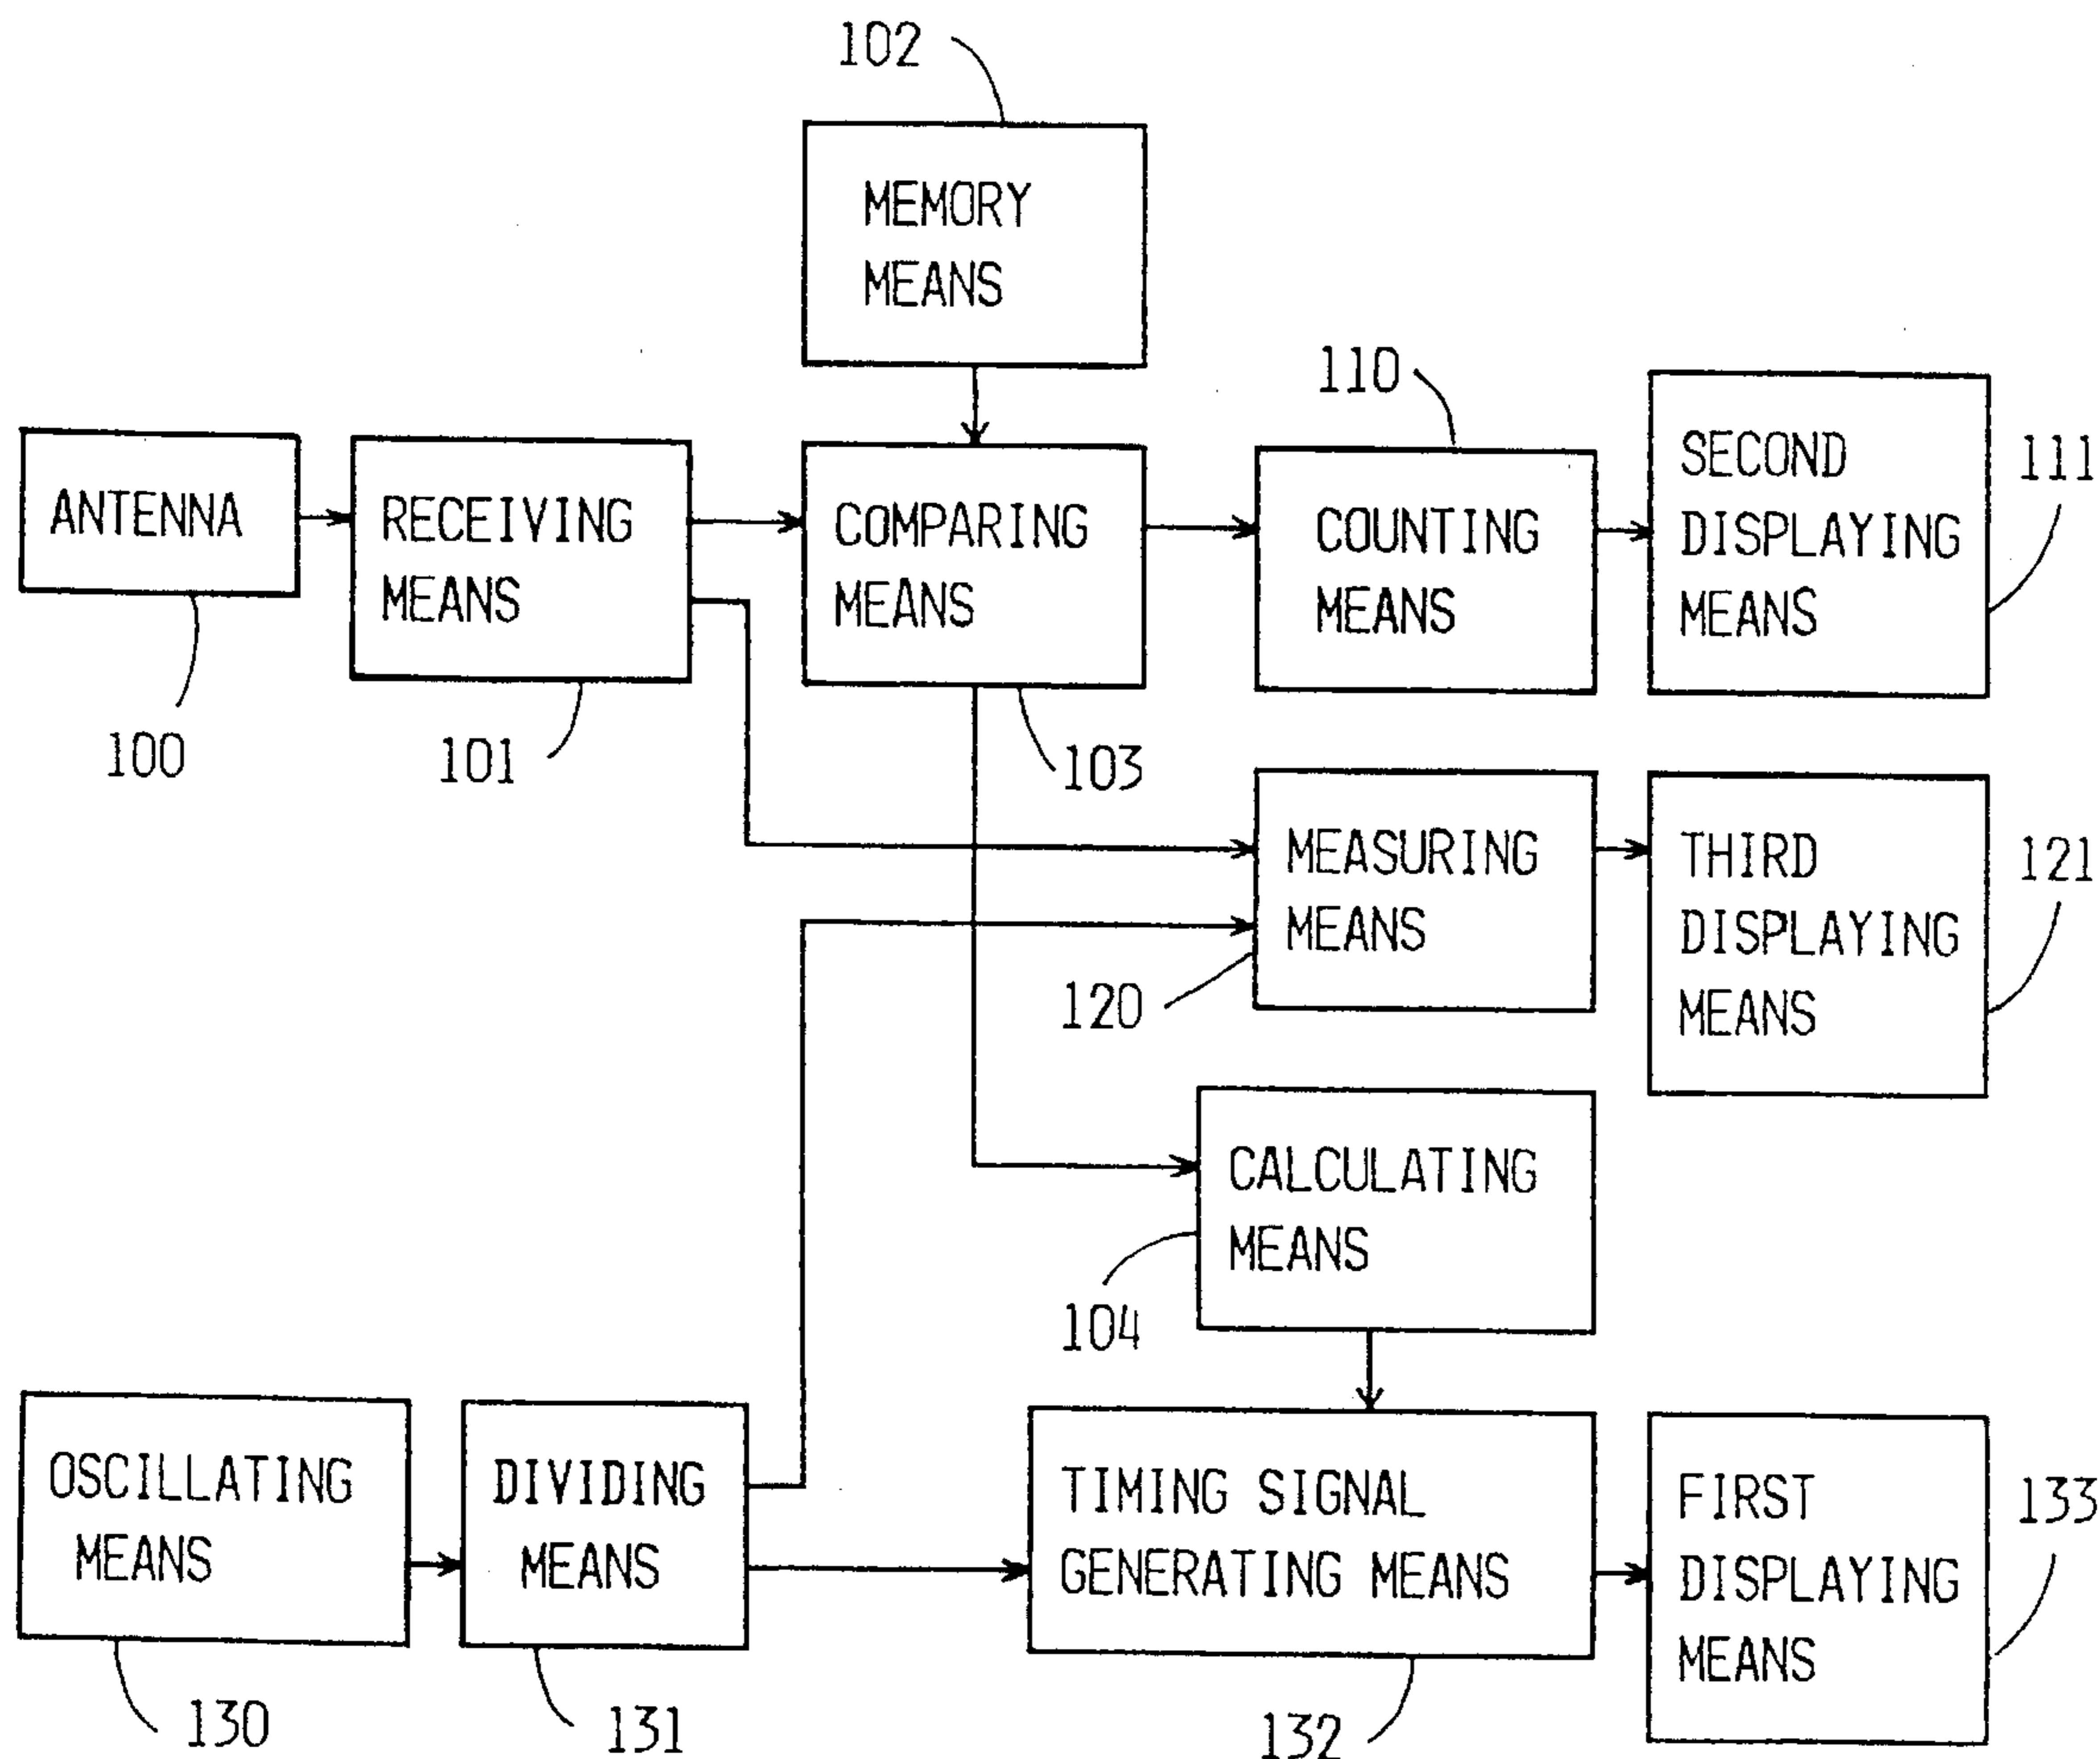 102
MEMORY
MEANS
110
SECOND
DISPLAYING
MEANS
111
ANTENNA
RECEIVING
MEANS
COMPARING
MEANS
COUNTING
MEANS
100
101
103
MEASURING
MEANS
120
THIRD
DISPLAYING
MEANS
121
CALCULATING
MEANS
104
OSCILLATING
MEANS
DIVIDING
MEANS
TIMING SIGNAL
GENERATING MEANS
FIRST
DISPLAYING
MEANS
133
130
131
132